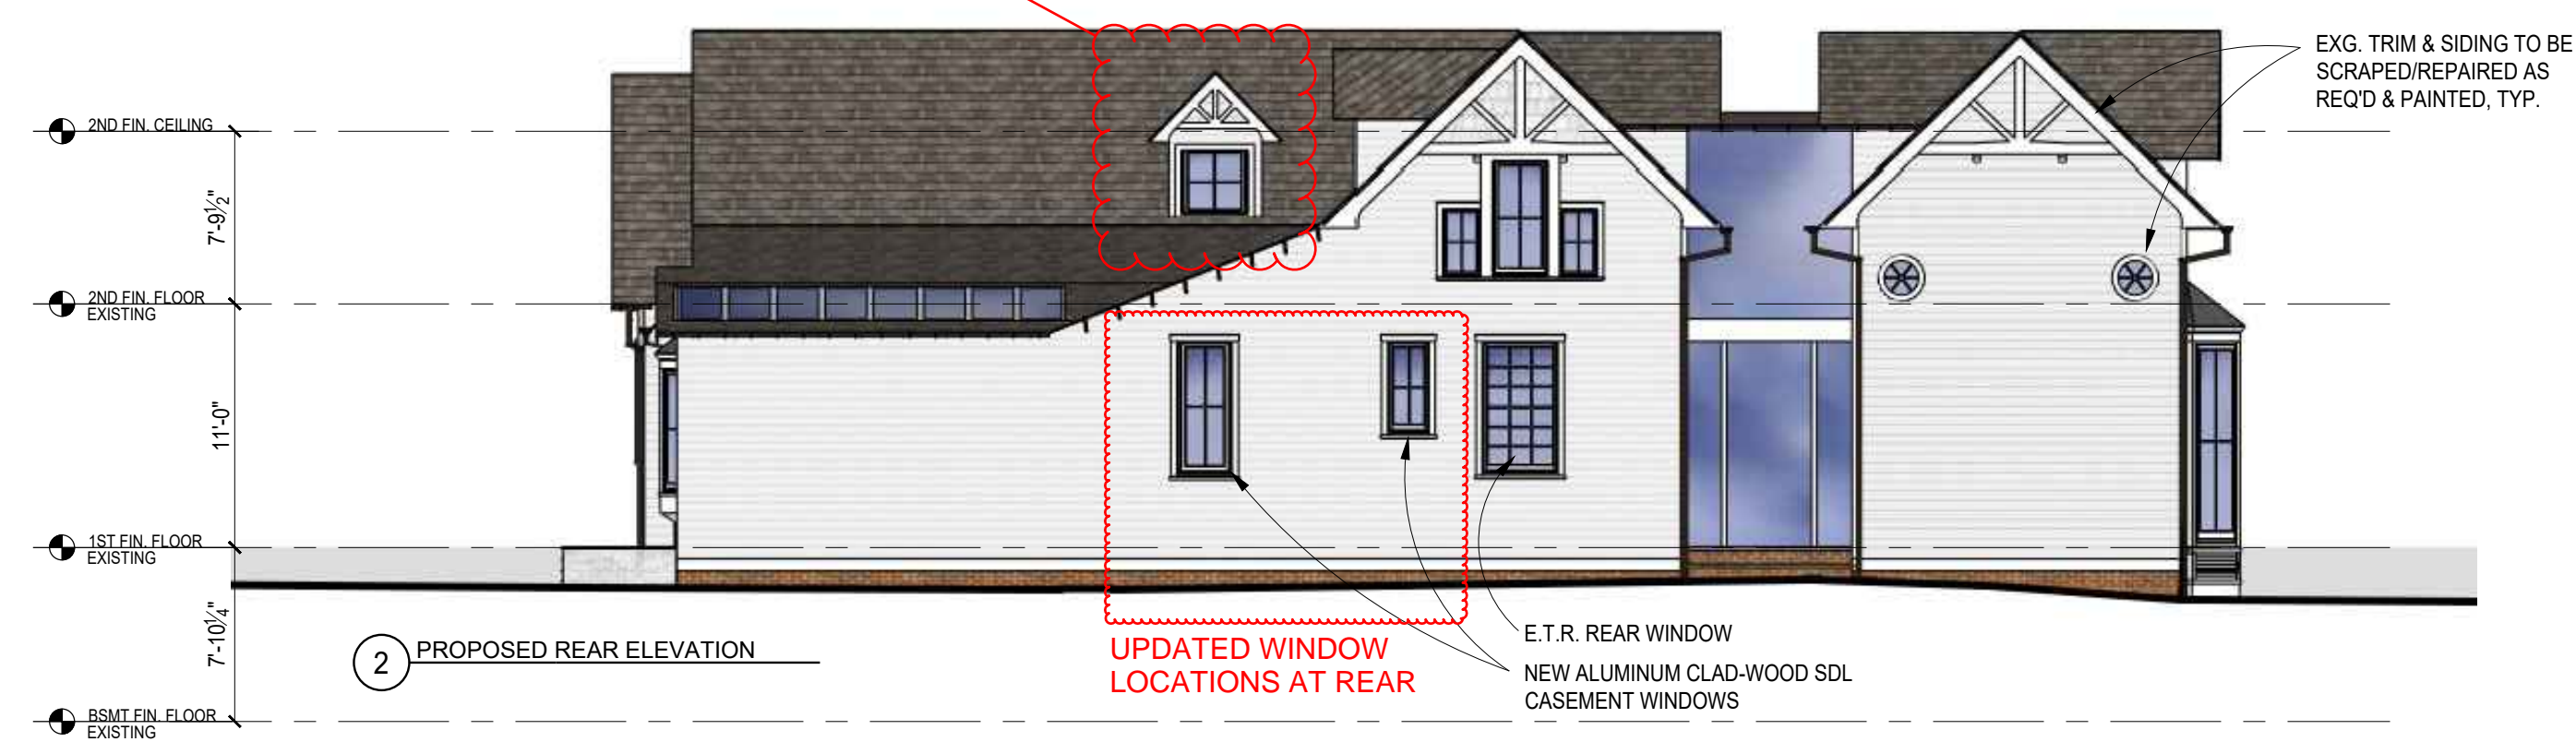 EXG. TRIM & SIDING TO BE
SCRAPED/REPAIRED AS
REQ'D & PAINTED, TYP.
2ND FIN. CEILING
7'-9½"
2ND FIN. FLOOR
EXISTING
11'-0"
1ST FIN. FLOOR
EXISTING
7'-10¼"
BSMT FIN. FLOOR
EXISTING
2 PROPOSED REAR ELEVATION
UPDATED WINDOW
LOCATIONS AT REAR
E.T.R. REAR WINDOW
NEW ALUMINUM CLAD-WOOD SDL
CASEMENT WINDOWS